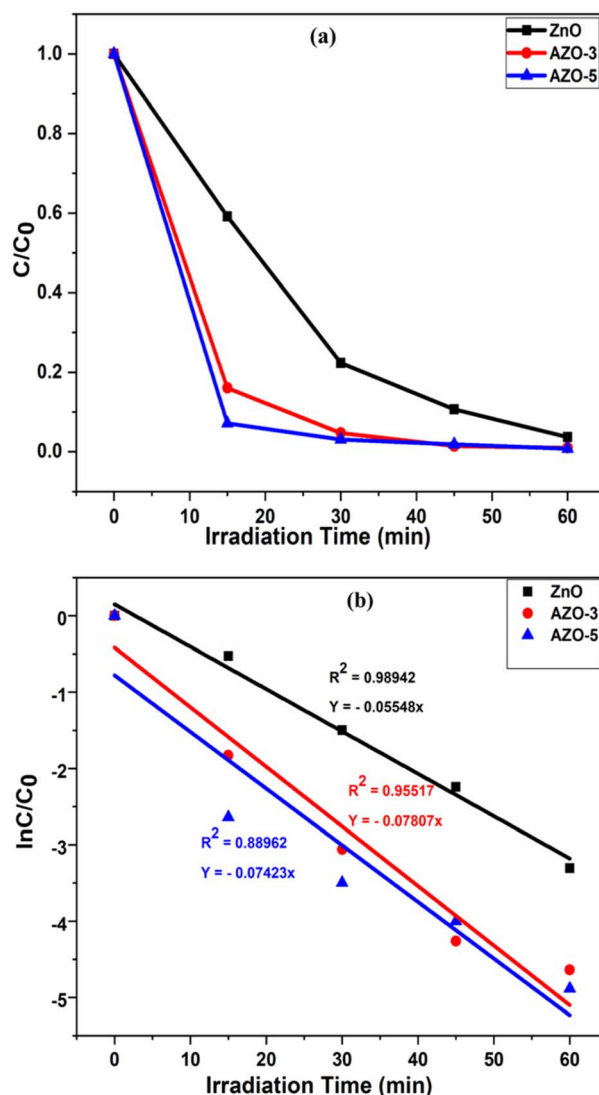 (a)
ZnO
AZO-3
AZO-5
1.0
0.8
0.6
0.4
0.2
0.0
C/C0
0 10 20 30 40 50 60
Irradiation Time (min)
(b)
ZnO
AZO-3
AZO-5
0
-1
-2
-3
-4
-5
lnC/C0
R2 = 0.98942
Y = - 0.05548x
R2 = 0.95517
Y = - 0.07807x
R2 = 0.88962
Y = - 0.07423x
0 10 20 30 40 50 60
Irradiation Time (min)